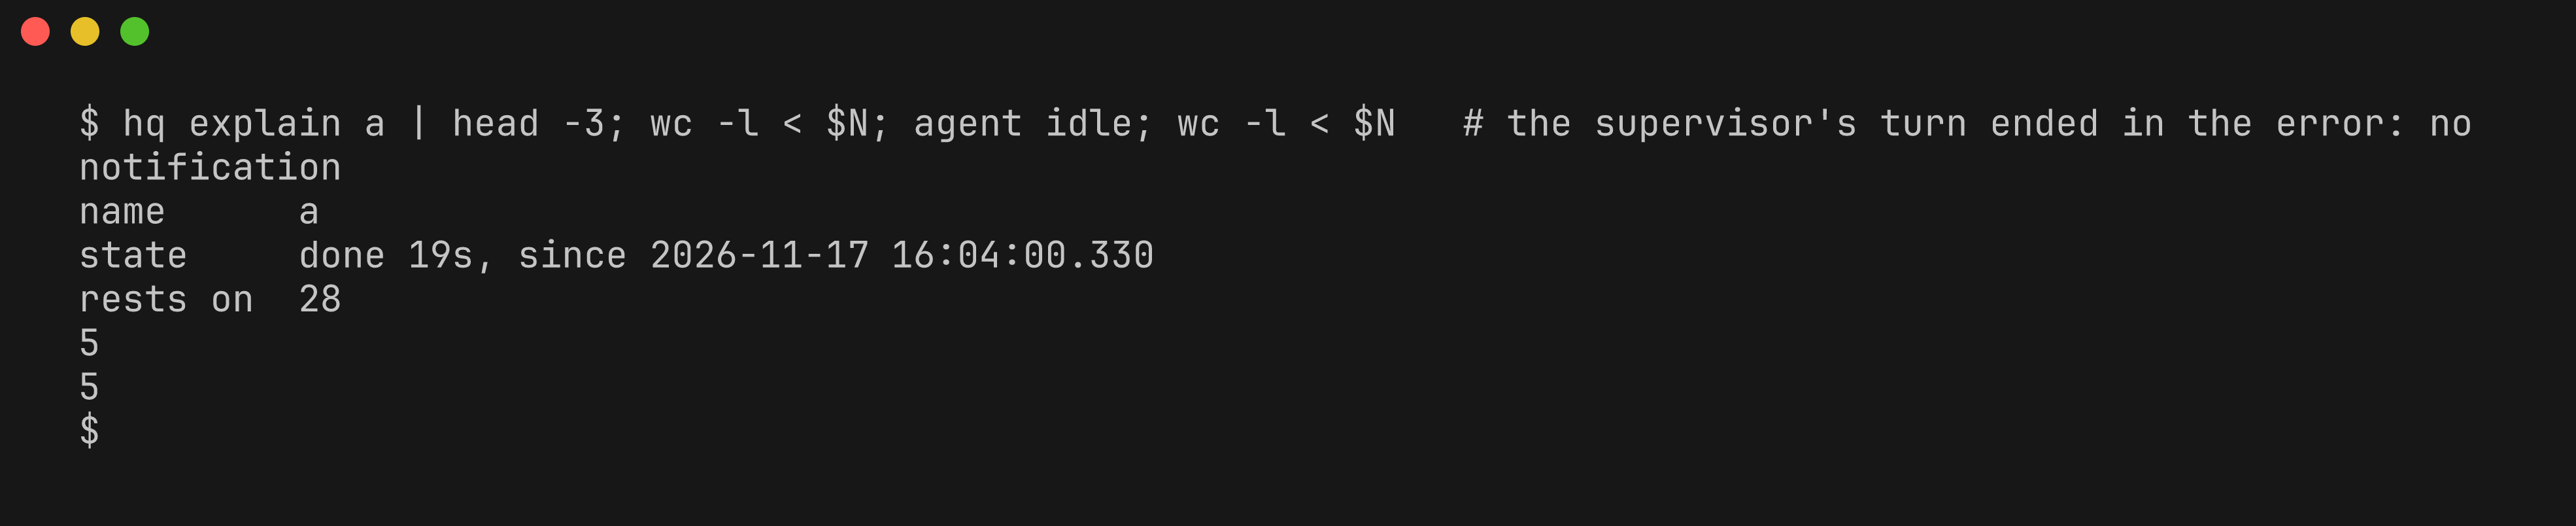 $ hq explain a | head -3; wc -l < $N; agent idle; wc -l < $N   # the supervisor's turn ended in the error: no
notification
name      a
state     done 19s, since 2026-11-17 16:04:00.330
rests on  28
5
5
$